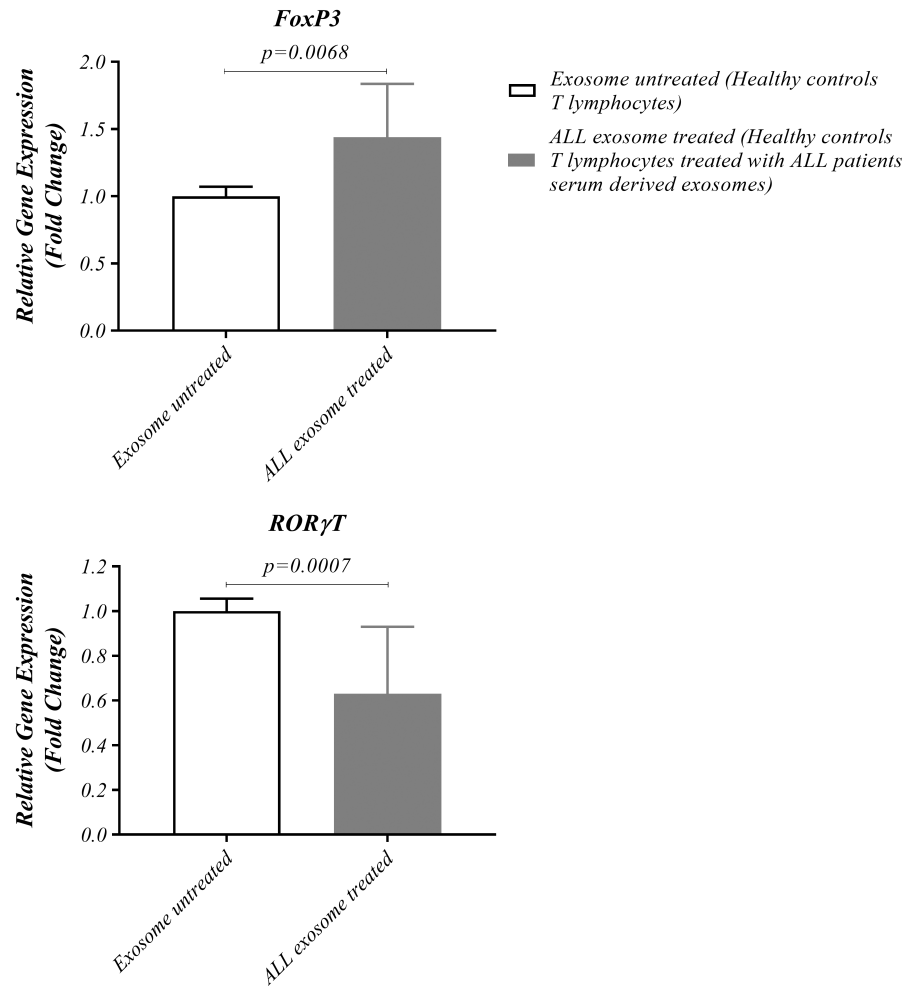 FoxP3
p=0.0068
Relative Gene Expression
(Fold Change)
2.0
1.5
1.0
0.5
0.0
Exosome untreated
ALL exosome treated
Exosome untreated (Healthy controls
T lymphocytes)
ALL exosome treated (Healthy controls
T lymphocytes treated with ALL patients
serum derived exosomes)
RORγT
p=0.0007
Relative Gene Expression
(Fold Change)
1.2
1.0
0.8
0.6
0.4
0.2
0.0
Exosome untreated
ALL exosome treated